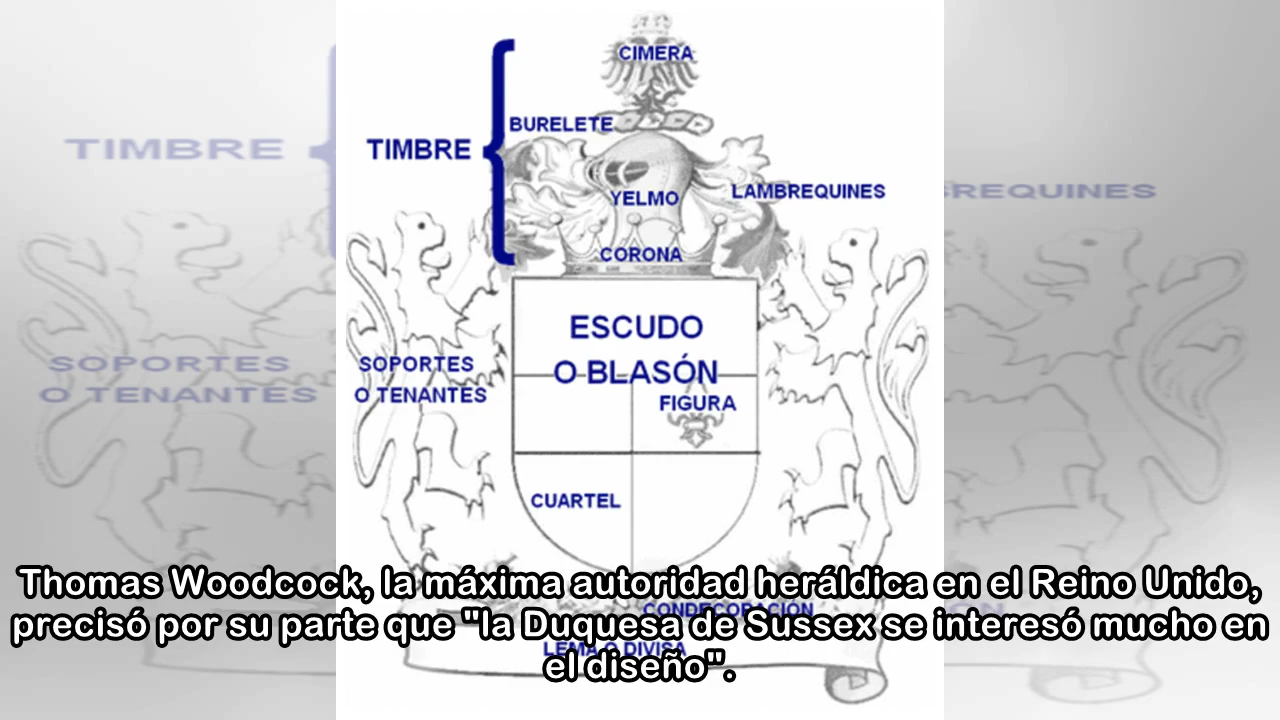 CIMERA
BURELETE
TIMBRE
TIMBRE
YELMO
LAMBREQUINES
BREQUINES
CORONA
ESCUDO
O BLASÓN
SOPORTES
O TENANTES
SOPORTES
O TENANTES
FIGURA
CUARTEL
CONDECORACIÓN
LEMA O DIVISA
Thomas Woodcock, la máxima autoridad heráldica en el Reino Unido,
precisó por su parte que "la Duquesa de Sussex se interesó mucho en
el diseño".